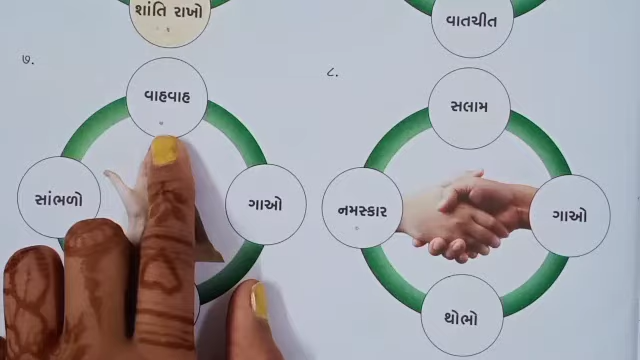 શાંતિ રાખો
વાતચીત
૭.
વાહવાહ
સાંભળો
ગાઓ
૮.
સલામ
નમસ્કાર
ગાઓ
થોભો